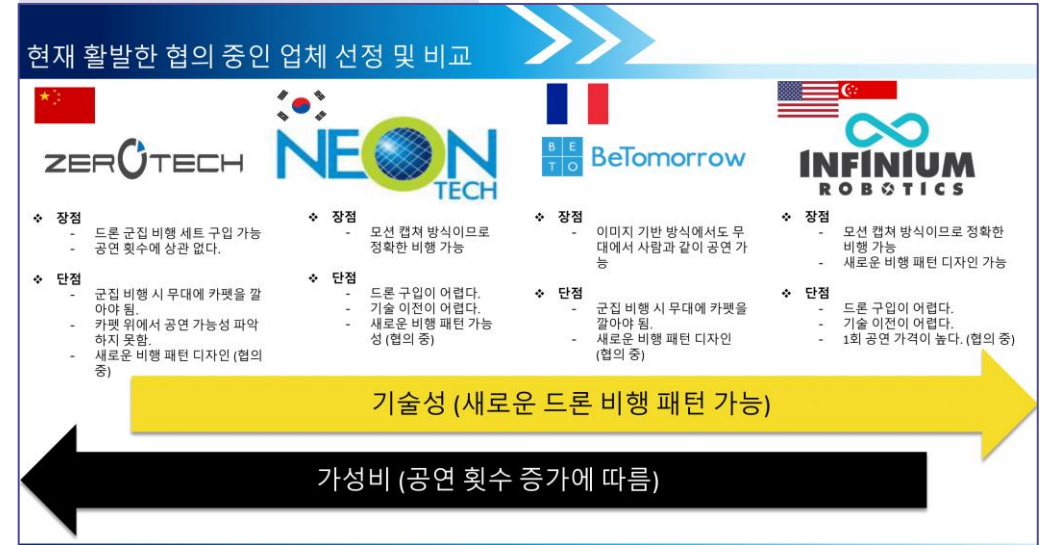 현재 활발한 협의 중인 업체 선정 및 비교
ZEROTECH
❖ 장점
- 드론 군집 비행 세트 구입 가능
- 공연 횟수에 상관 없다.
❖ 단점
- 군집 비행 시 무대에 카펫을 깔
아야 됨.
- 카펫 위에서 공연 가능성 파악
하지 못함.
- 새로운 비행 패턴 디자인 (협의
중)
NEON
TECH
❖ 장점
- 모션 캡쳐 방식이므로
정확한 비행 가능
❖ 단점
- 드론 구입이 어렵다.
- 기술 이전이 어렵다.
- 새로운 비행 패턴 가능
성 (협의 중)
BE
TO
BeTomorrow
❖ 장점
- 이미지 기반 방식에서도 무
대에서 사람과 같이 공연 가
능
❖ 단점
- 군집 비행 시 무대에 카펫을
깔아야 됨.
- 새로운 비행 패턴 디자인
(협의 중)
INFINIUM
ROBOTICS
❖ 장점
- 모션 캡쳐 방식이므로 정확한
비행 가능
- 새로운 비행 패턴 디자인 가능
❖ 단점
- 드론 구입이 어렵다.
- 기술 이전이 어렵다.
- 1회 공연 가격이 높다. (협의 중)
기술성 (새로운 드론 비행 패턴 가능)
가성비 (공연 횟수 증가에 따름)